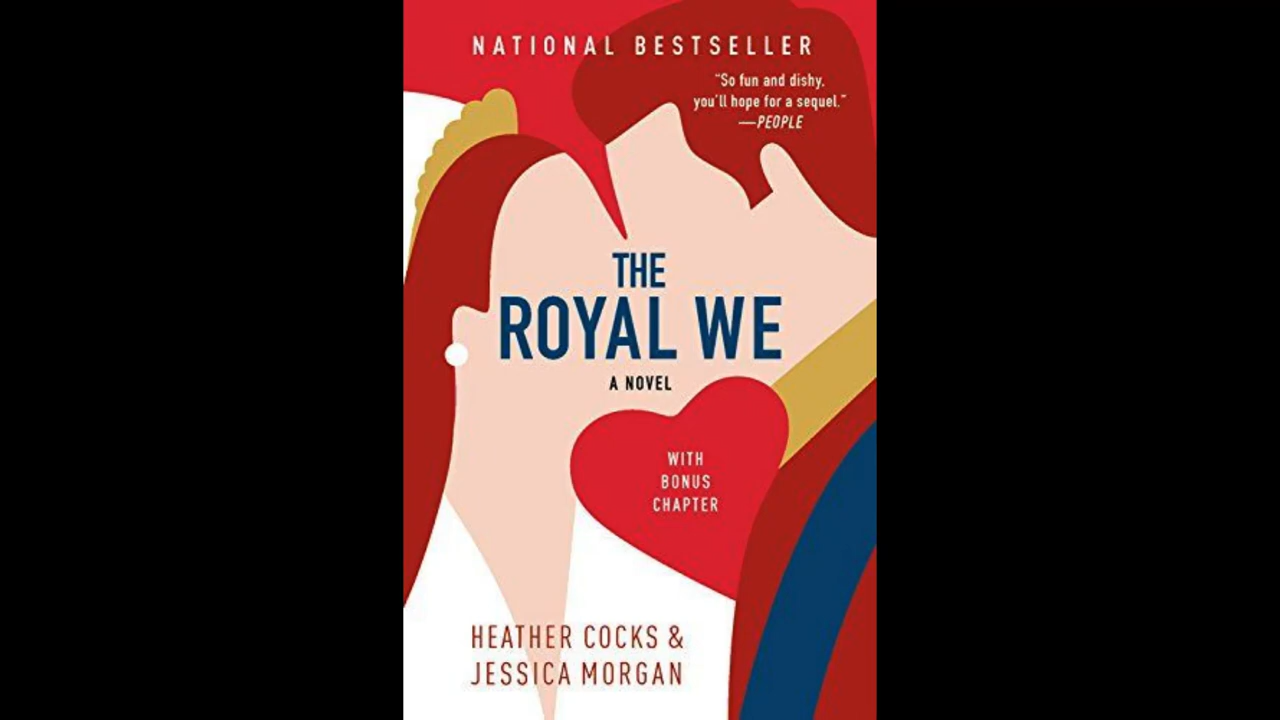 NATIONAL BESTSELLER
“So fun and dishy,
you’ll hope for a sequel.”
—PEOPLE
THE
ROYAL WE
A NOVEL
WITH
BONUS
CHAPTER
HEATHER COCKS &
JESSICA MORGAN